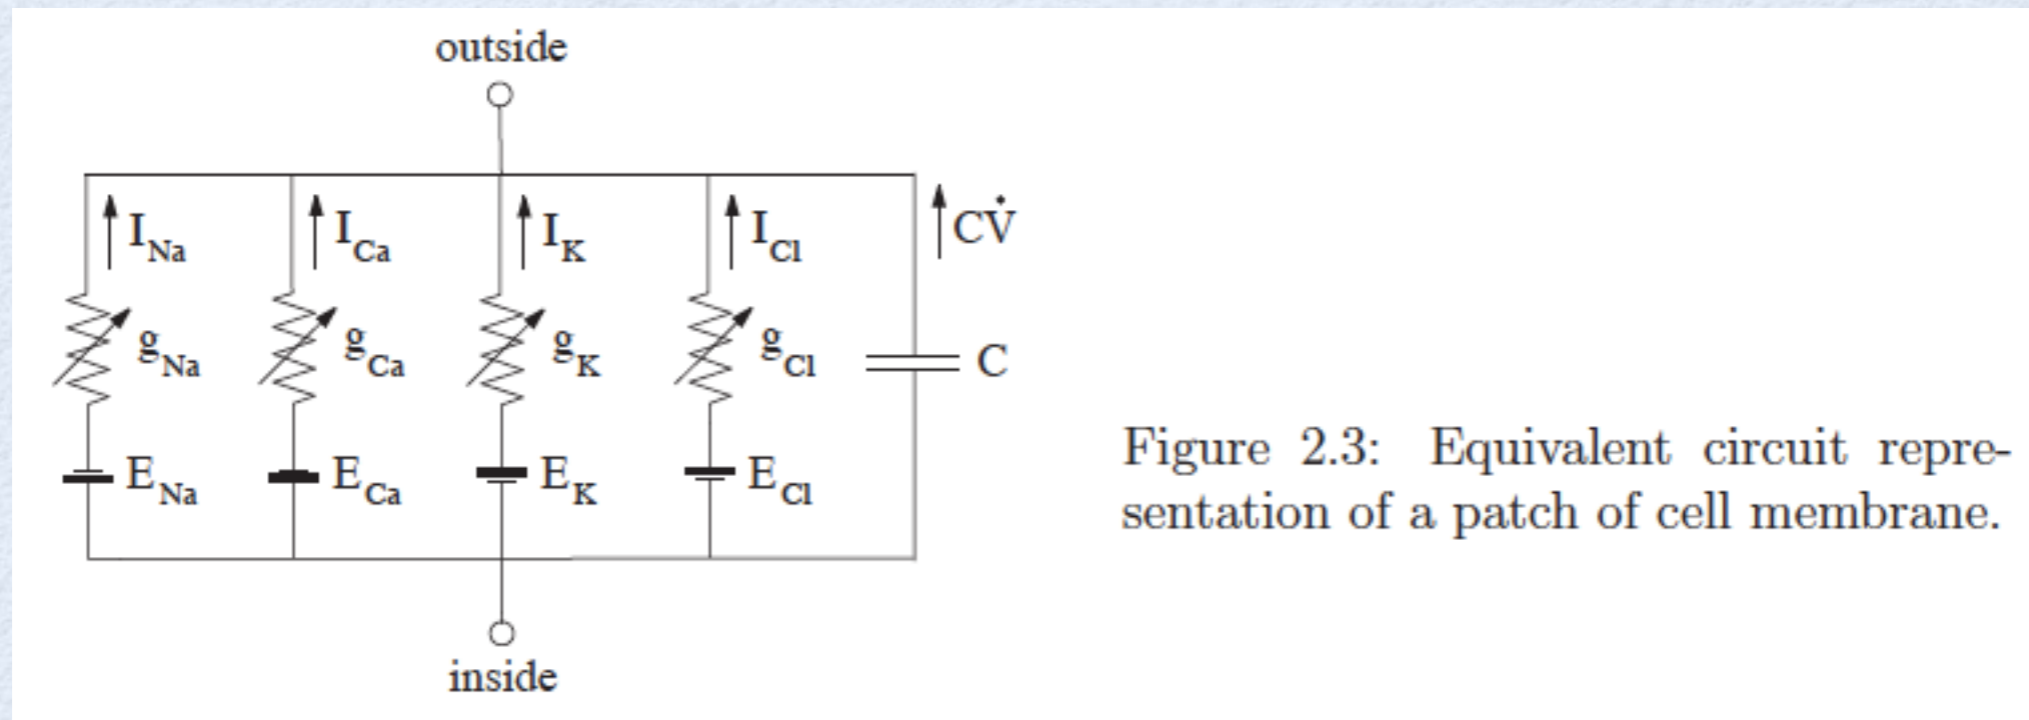 outside
I_Na
I_Ca
I_K
I_Cl
CV̇
g_Na
g_Ca
g_K
g_Cl
C
E_Na
E_Ca
E_K
E_Cl
inside
Figure 2.3: Equivalent circuit repre-
sentation of a patch of cell membrane.